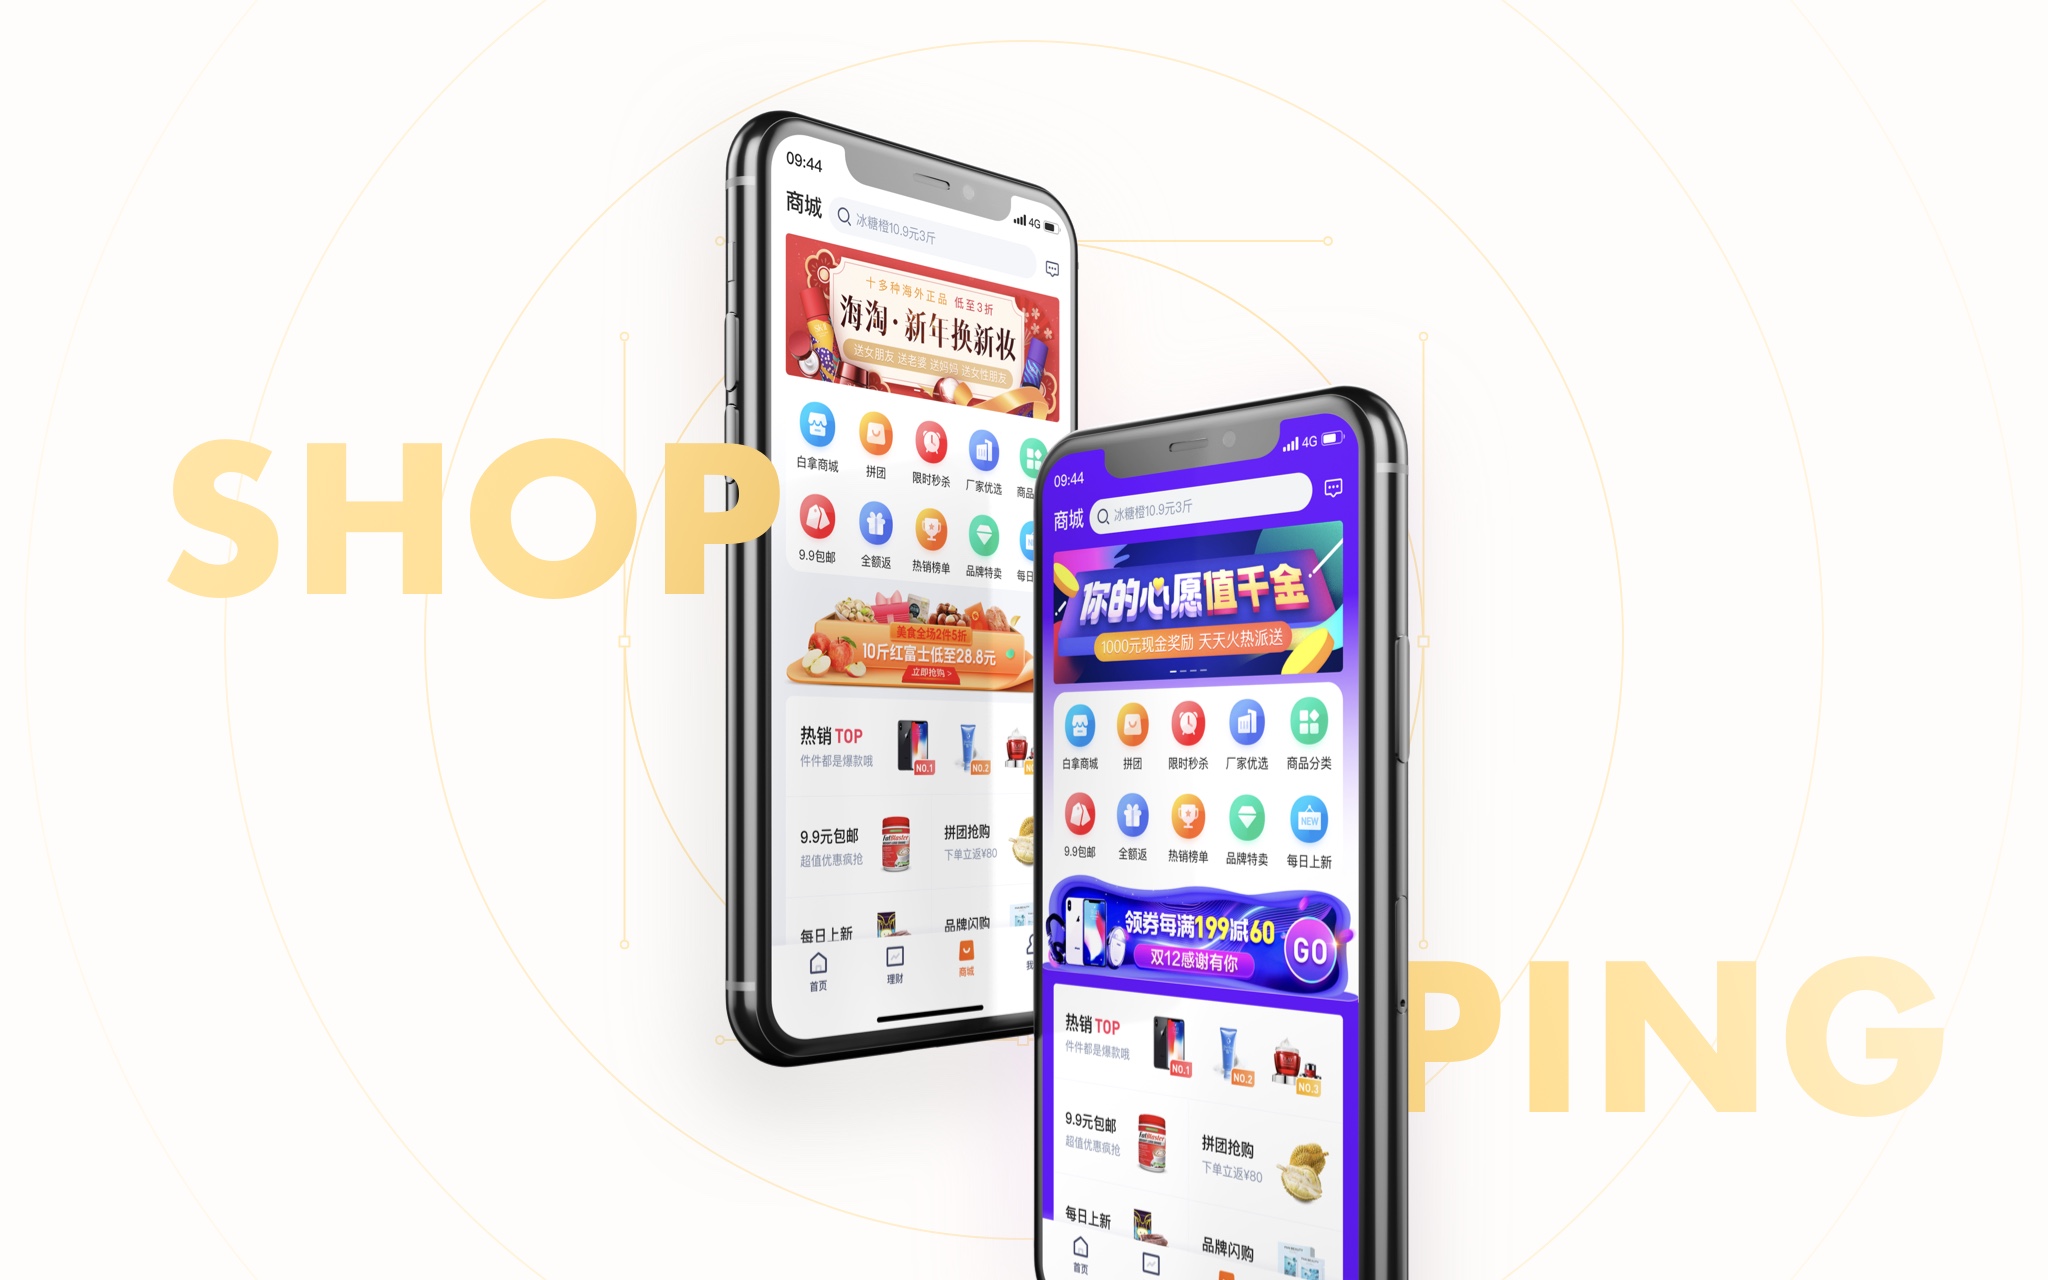 SHOP
PING
09:44
4G
商城
冰糖橙10.9元3斤
十多种海外正品 低至3折
海淘·新年换新妆
送女朋友 送老婆 送妈妈 送女性朋友
白拿商城
拼团
限时秒杀
厂家优选
商品
9.9包邮
全额返
热销榜单
品牌特卖
每日
美食全场2件5折
10斤红富士低至28.8元
立即抢购 >
热销 TOP
件件都是爆款哦
NO.1
NO.2
9.9元包邮
超值优惠疯抢
拼团抢购
下单立返¥80
每日上新
品牌闪购
首页
理财
商城
我
09:44
4G
商城
冰糖橙10.9元3斤
你的心愿值千金
1000元现金奖励 天天火热派送
白拿商城
拼团
限时秒杀
厂家优选
商品分类
NEW
9.9包邮
全额返
热销榜单
品牌特卖
每日上新
领券每满199减60
双12感谢有你
GO
热销 TOP
件件都是爆款哦
NO.1
NO.2
NO.3
9.9元包邮
超值优惠疯抢
拼团抢购
下单立返¥80
每日上新
品牌闪购
首页